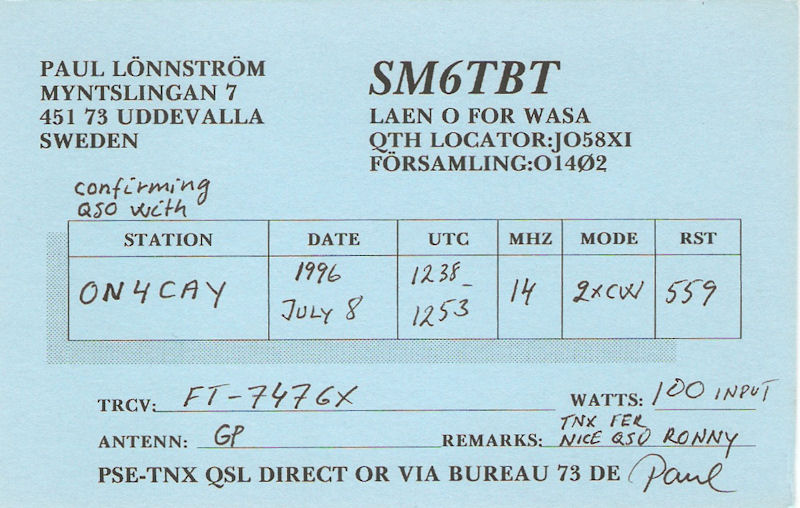 PAUL LÖNNSTRÖM
MYNTSLINGAN 7
451 73 UDDEVALLA
SWEDEN
SM6TBT
LAEN O FOR WASA
QTH LOCATOR:JO58XI
FÖRSAMLING:O14Ø2
confirming
QSO with
STATION DATE UTC MHZ MODE RST
ON4CAY 1996 JULY 8 1238- 1253 14 2xCW 559
TRCV: FT-747GX WATTS: 100 INPUT
ANTENN: GP REMARKS: TNX FER
NICE QSO RONNY
PSE-TNX QSL DIRECT OR VIA BUREAU 73 DE Paul